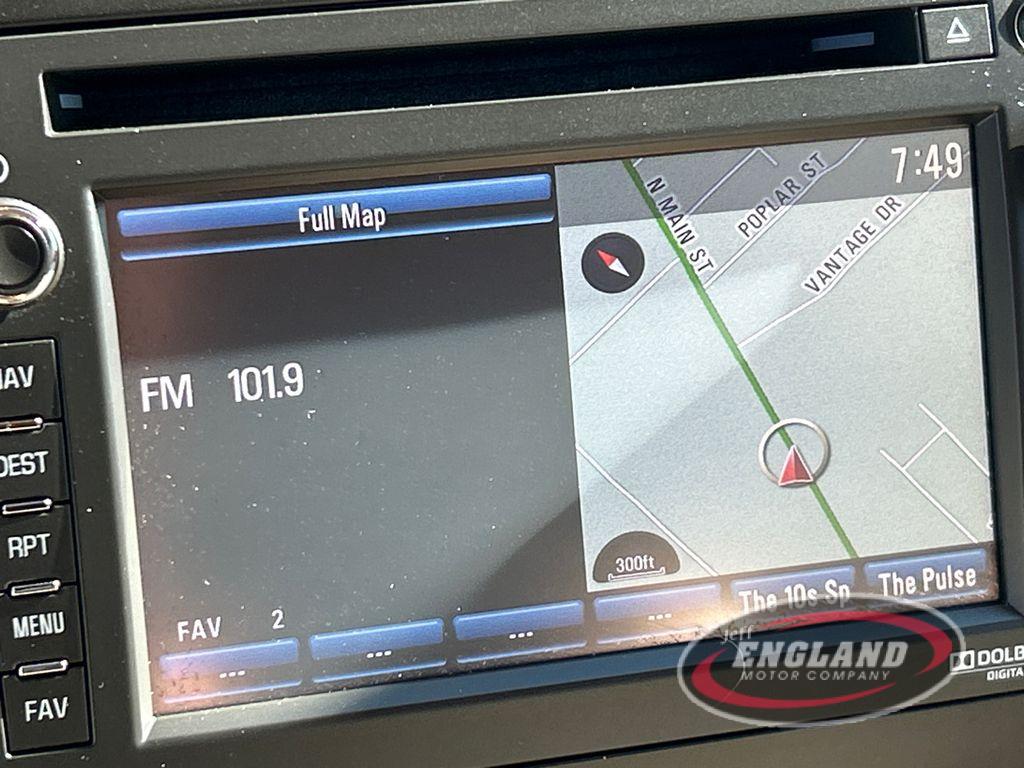 7:49
Full Map
N MAIN ST
POPLAR ST
VANTAGE DR
FM 101.9
300ft
FAV 2
---
---
---
---
The 10s Sp
The Pulse
NAV
DEST
RPT
MENU
FAV
Jeff
ENGLAND
MOTOR COMPANY
DOLB
DIGITA